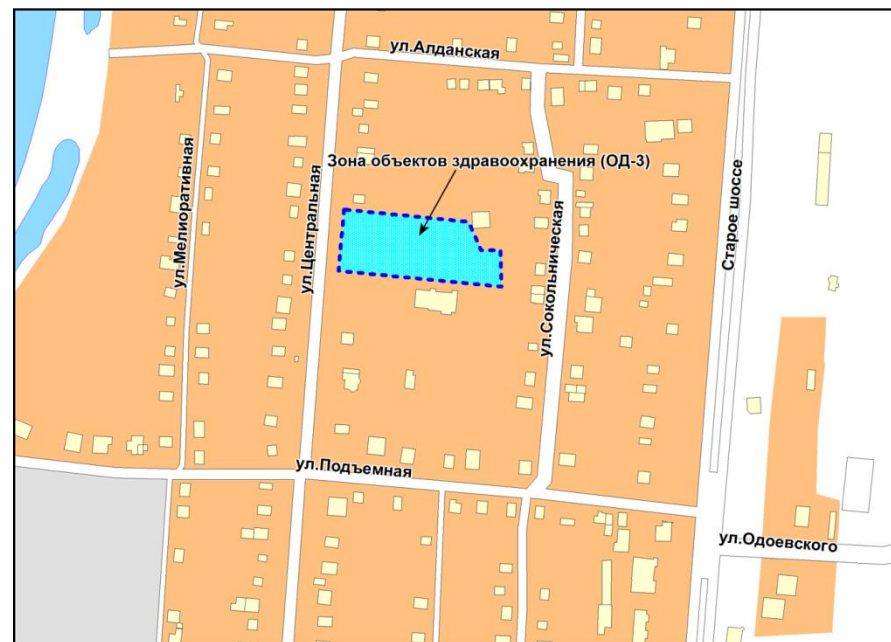 ул.Алданская
Зона объектов здравоохранения (ОД-3)
ул.Мелиоративная
ул.Центральная
ул.Сокольническая
Старое шоссе
ул.Подъемная
ул.Одоевского